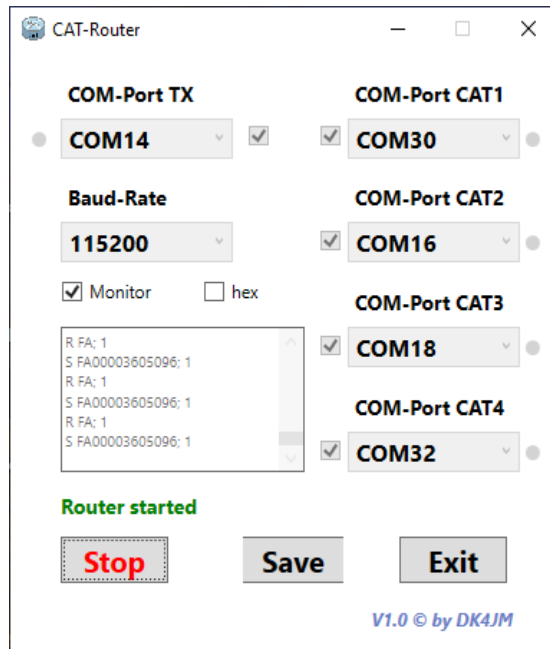 CAT-Router
COM-Port TX
COM14
Baud-Rate
115200
Monitor
hex
R FA; 1
S FA00003605096; 1
R FA; 1
S FA00003605096; 1
R FA; 1
S FA00003605096; 1
COM-Port CAT1
COM30
COM-Port CAT2
COM16
COM-Port CAT3
COM18
COM-Port CAT4
COM32
Router started
Stop
Save
Exit
V1.0 © by DK4JM